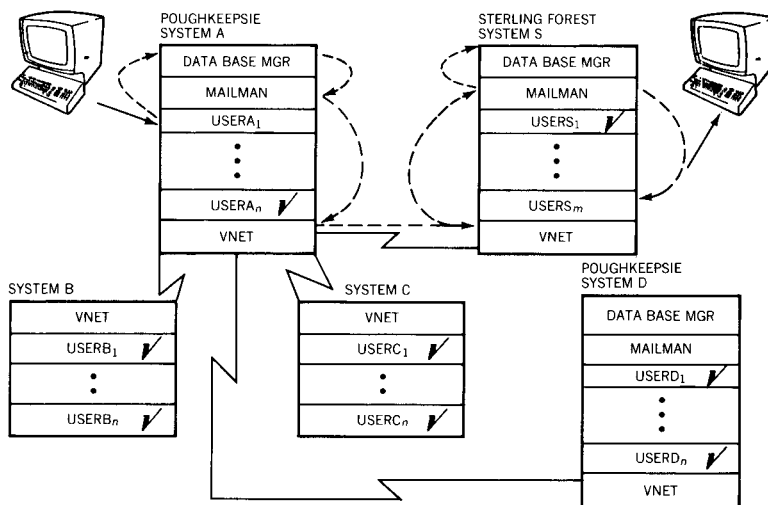 POUGHKEEPSIE
SYSTEM A
DATA BASE MGR
MAILMAN
USERA1
USERAn
VNET
STERLING FOREST
SYSTEM S
DATA BASE MGR
MAILMAN
USERS1
USERSm
VNET
SYSTEM B
VNET
USERB1
USERBn
SYSTEM C
VNET
USERC1
USERCn
POUGHKEEPSIE
SYSTEM D
DATA BASE MGR
MAILMAN
USERD1
USERDn
VNET